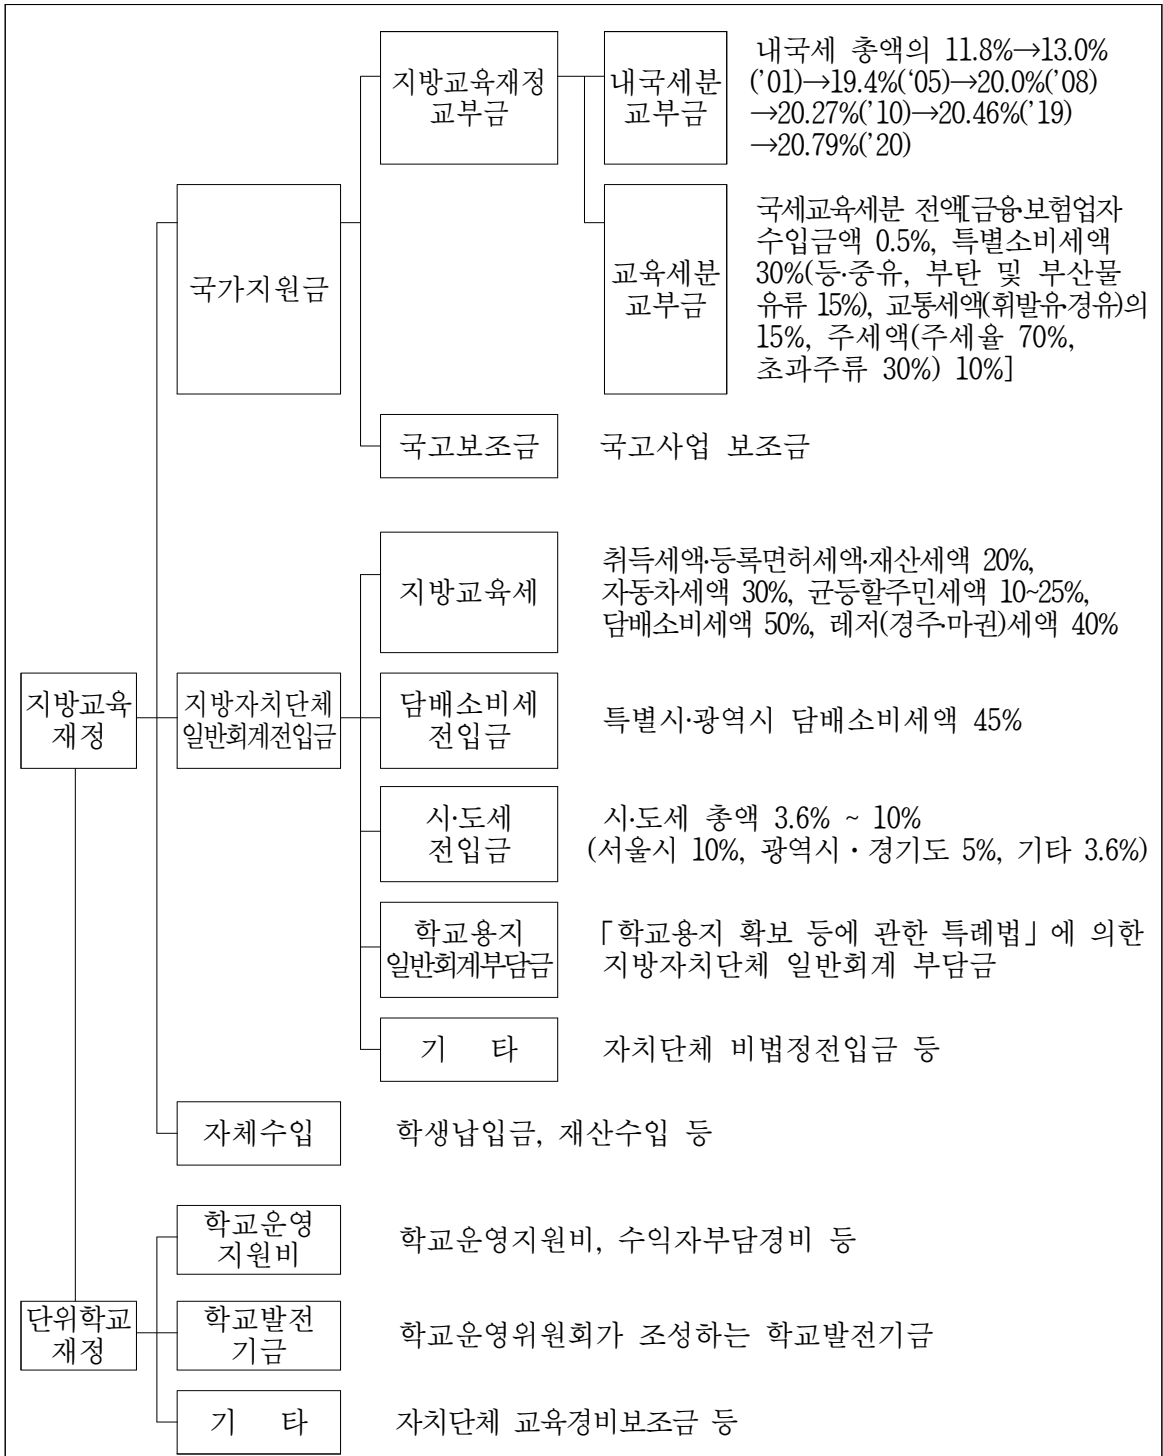 지방교육재정
교부금
내국세분
교부금
내국세 총액의 11.8%→13.0%
('01)→19.4%('05)→20.0%('08)
→20.27%('10)→20.46%('19)
→20.79%('20)
국가지원금
교육세분
교부금
국세교육세분 전액[금융·보험업자
수입금액 0.5%, 특별소비세액
30%(등·중유, 부탄 및 부산물
유류 15%), 교통세액(휘발유·경유)의
15%, 주세액(주세율 70%,
초과주류 30%) 10%]
국고보조금
국고사업 보조금
지방교육세
취득세액·등록면허세액·재산세액 20%,
자동차세액 30%, 균등할주민세액 10~25%,
담배소비세액 50%, 레저(경주·마권)세액 40%
지방교육
재정
지방자치단체
일반회계전입금
담배소비세
전입금
특별시·광역시 담배소비세액 45%
시·도세
전입금
시·도세 총액 3.6% ~ 10%
(서울시 10%, 광역시·경기도 5%, 기타 3.6%)
학교용지
일반회계부담금
「학교용지 확보 등에 관한 특례법」에 의한
지방자치단체 일반회계 부담금
기 타
자치단체 비법정전입금 등
자체수입
학생납입금, 재산수입 등
학교운영
지원비
학교운영지원비, 수익자부담경비 등
단위학교
재정
학교발전
기금
학교운영위원회가 조성하는 학교발전기금
기 타
자치단체 교육경비보조금 등